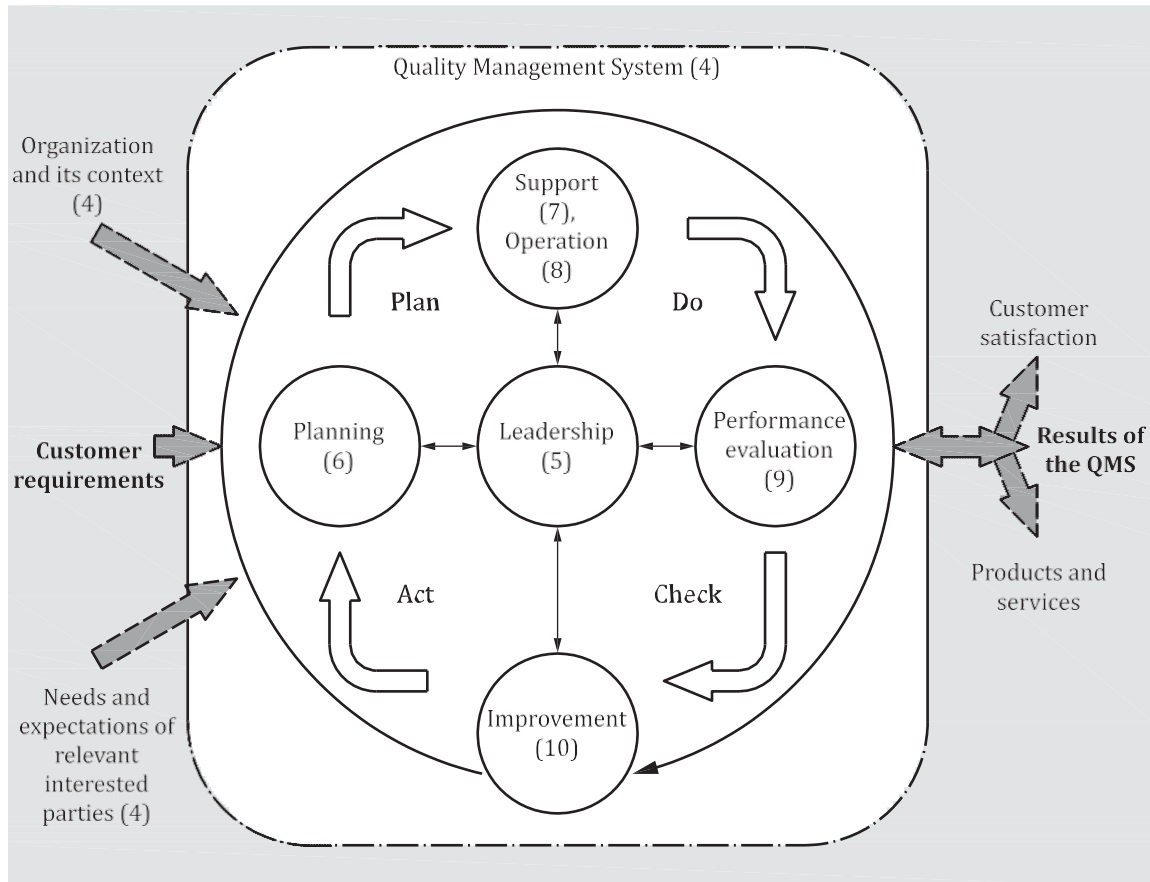 Quality Management System (4)
Organization
and its context
(4)
Support
(7),
Operation
(8)
Plan
Do
Customer
satisfaction
Planning
(6)
Leadership
(5)
Performance
evaluation
(9)
Customer
requirements
Results of
the QMS
Act
Check
Products and
services
Needs and
expectations of
relevant
interested
parties (4)
Improvement
(10)